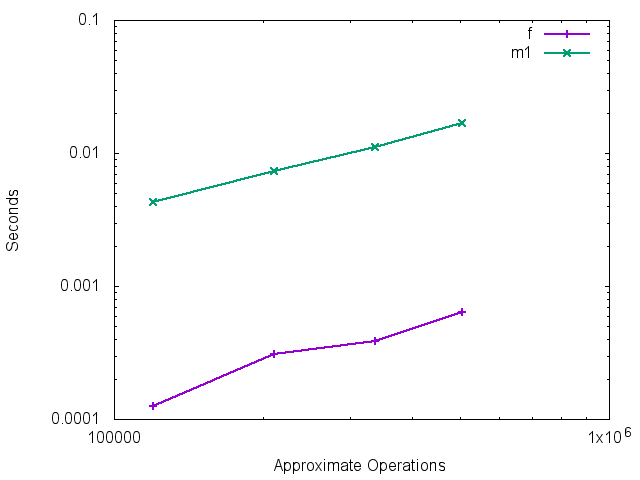 0.1
f
m1
0.01
Seconds
0.001
0.0001
100000
1x10^6
Approximate Operations